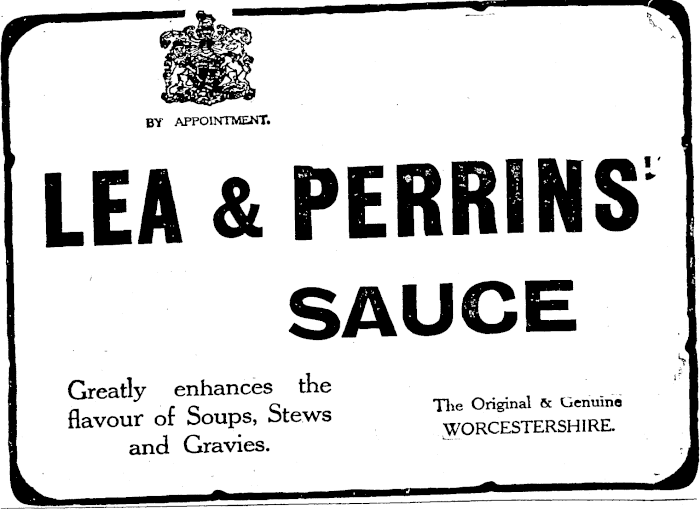 BY APPOINTMENT.
LEA & PERRINS'
SAUCE
Greatly enhances the
flavour of Soups, Stews
and Gravies.
The Original & Genuine
WORCESTERSHIRE.